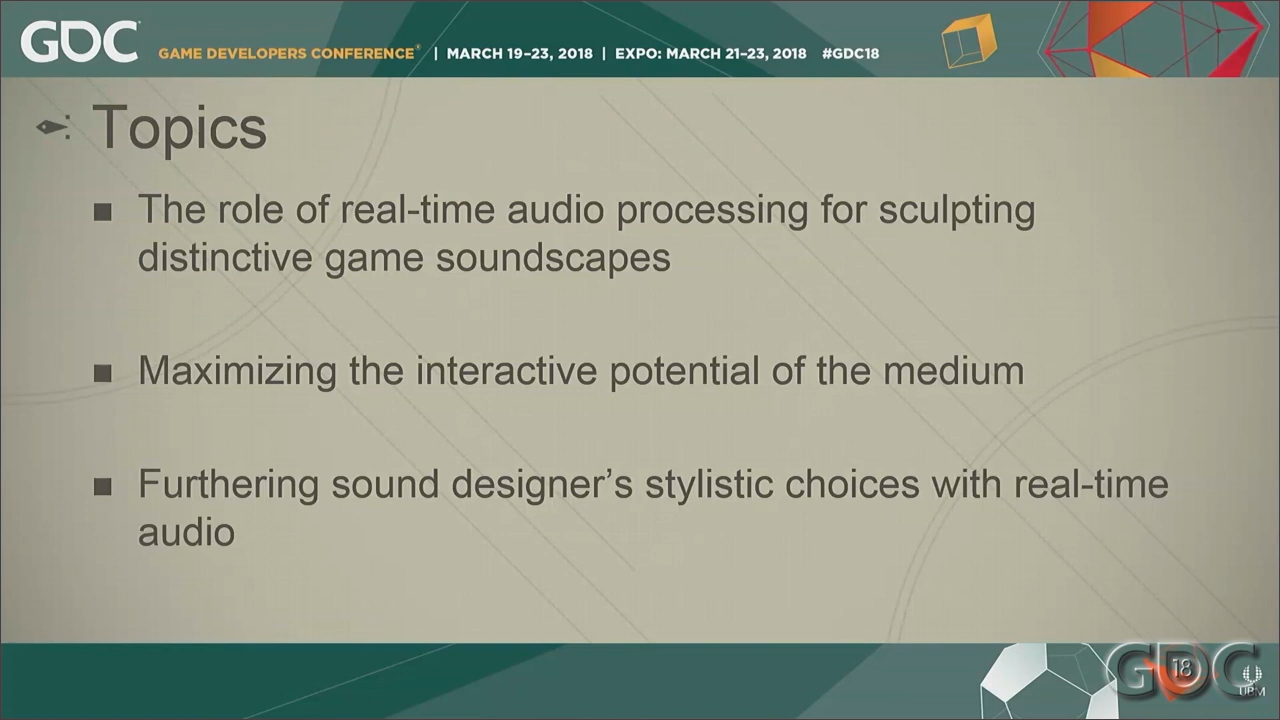 GDC GAME DEVELOPERS CONFERENCE® | MARCH 19–23, 2018 | EXPO: MARCH 21–23, 2018 #GDC18
Topics
■ The role of real-time audio processing for sculpting
distinctive game soundscapes
■ Maximizing the interactive potential of the medium
■ Furthering sound designer’s stylistic choices with real-time
audio
GDC 18
UBM